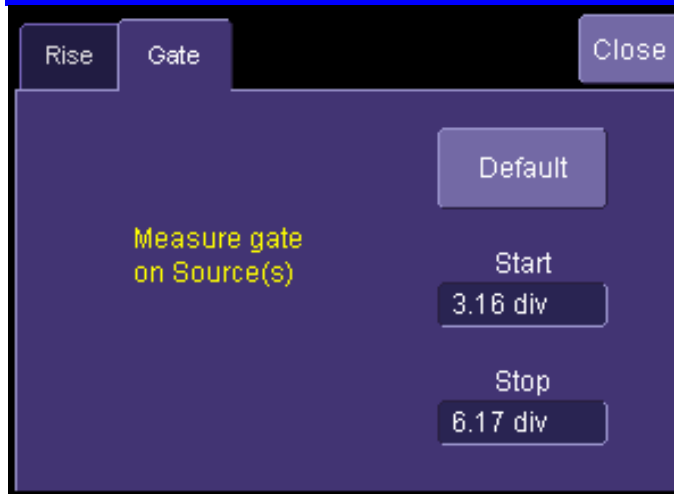 Rise
Gate
Close
Default
Measure gate
on Source(s)
Start
3.16 div
Stop
6.17 div